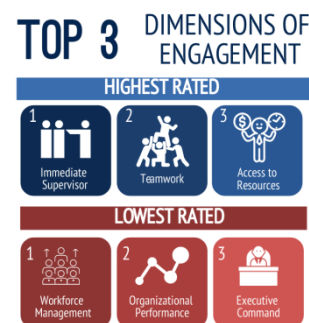 TOP 3
DIMENSIONS OF
ENGAGEMENT
HIGHEST RATED
1
Immediate
Supervisor
2
Teamwork
3
$
Access to
Resources
LOWEST RATED
1
Workforce
Management
2
Organizational
Performance
3
Executive
Command